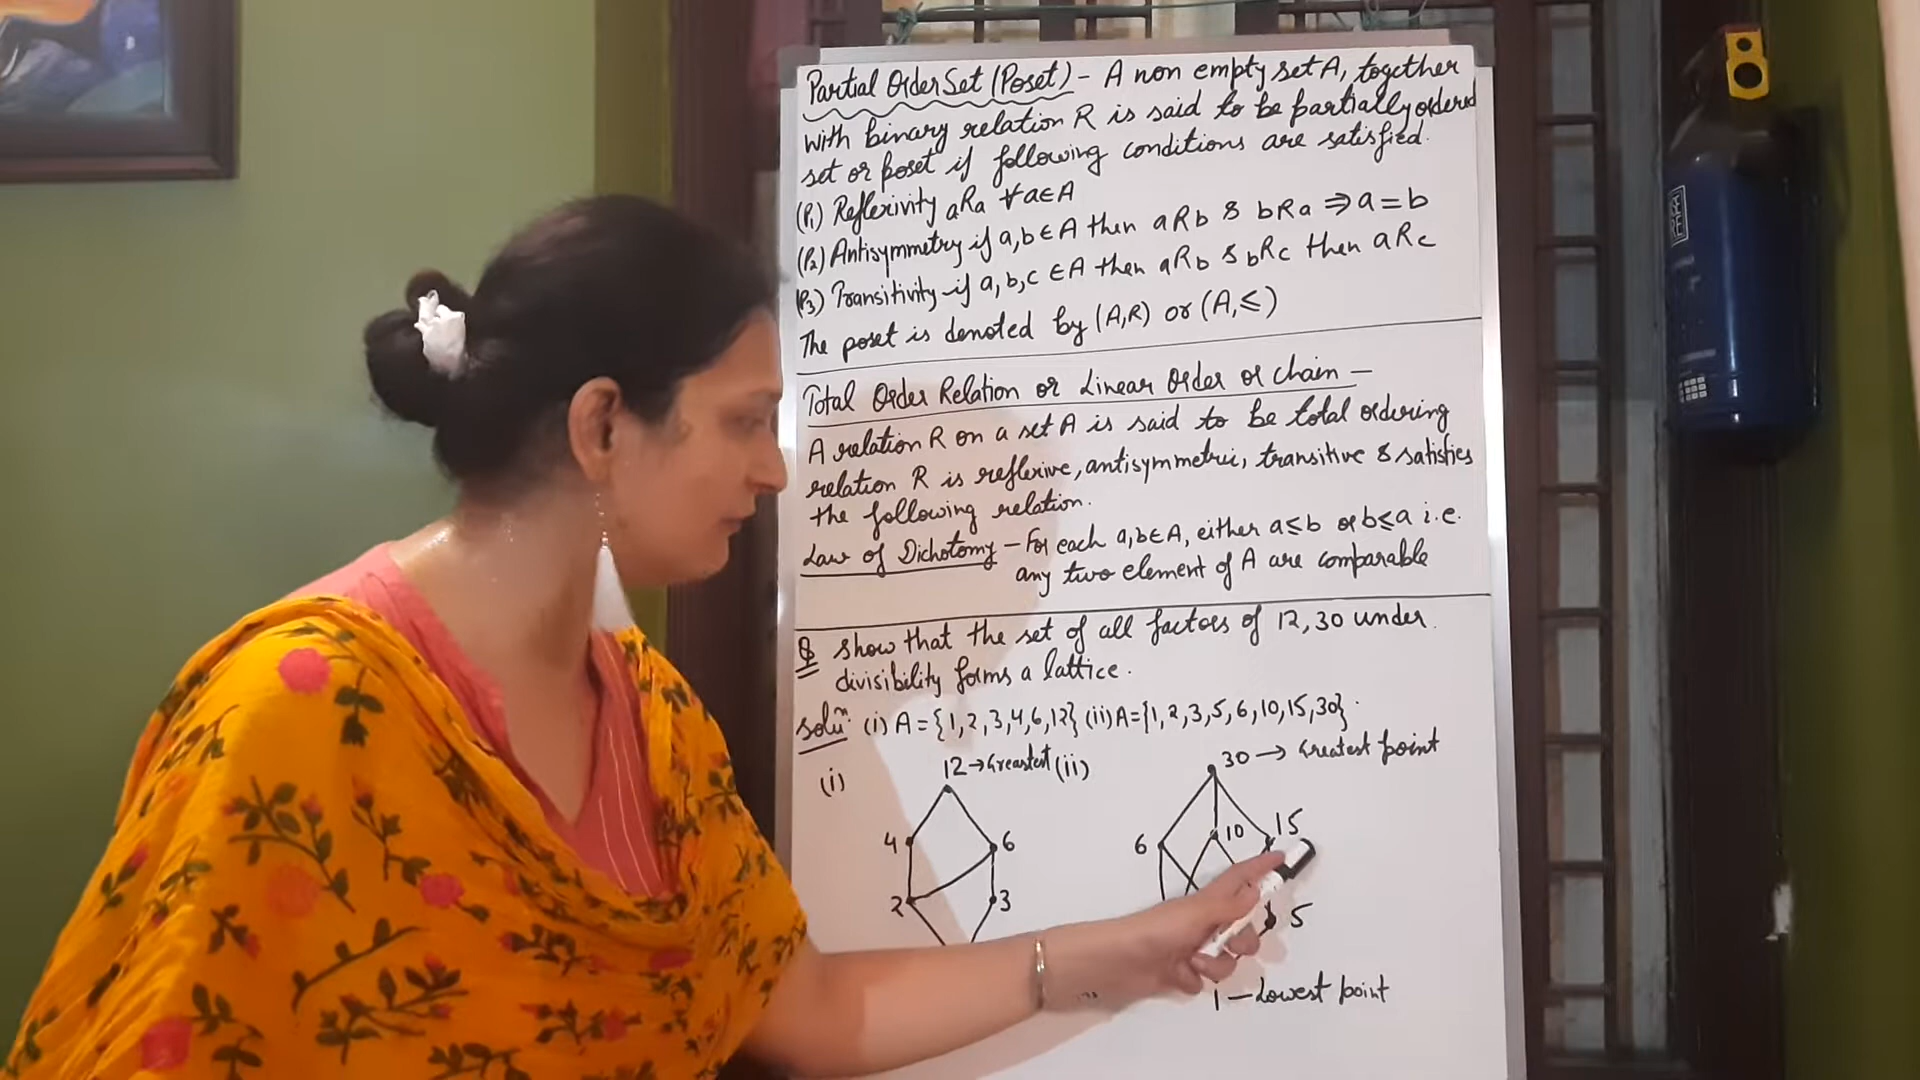 Partial Order Set (Poset) - A non empty set A, together
with binary relation R is said to be partially ordered
set or poset if following conditions are satisfied.
(P1) Reflexivity aRa ∀a∈A
(P2) Antisymmetry if a,b∈A then aRb & bRa ⇒ a=b
(P3) Transitivity - if a,b,c ∈A then aRb & bRc then aRc
The poset is denoted by (A,R) or (A,≤)
Total Order Relation or Linear Order or chain -
A relation R on a set A is said to be total ordering
relation R is reflexive, antisymmetric, transitive & satisfies
the following relation.
Law of Dichotomy - For each a,b∈A, either a≤b or b≤a i.e.
any two element of A are comparable
Q Show that the set of all factors of 12,30 under
divisibility forms a lattice.
Solun. (i) A={1,2,3,4,6,12} (ii) A={1,2,3,5,6,10,15,30}.
(i) 12→Greatest (ii) 30 → Greatest point
4 6 6 10 15
2 3 5
1 - Lowest point